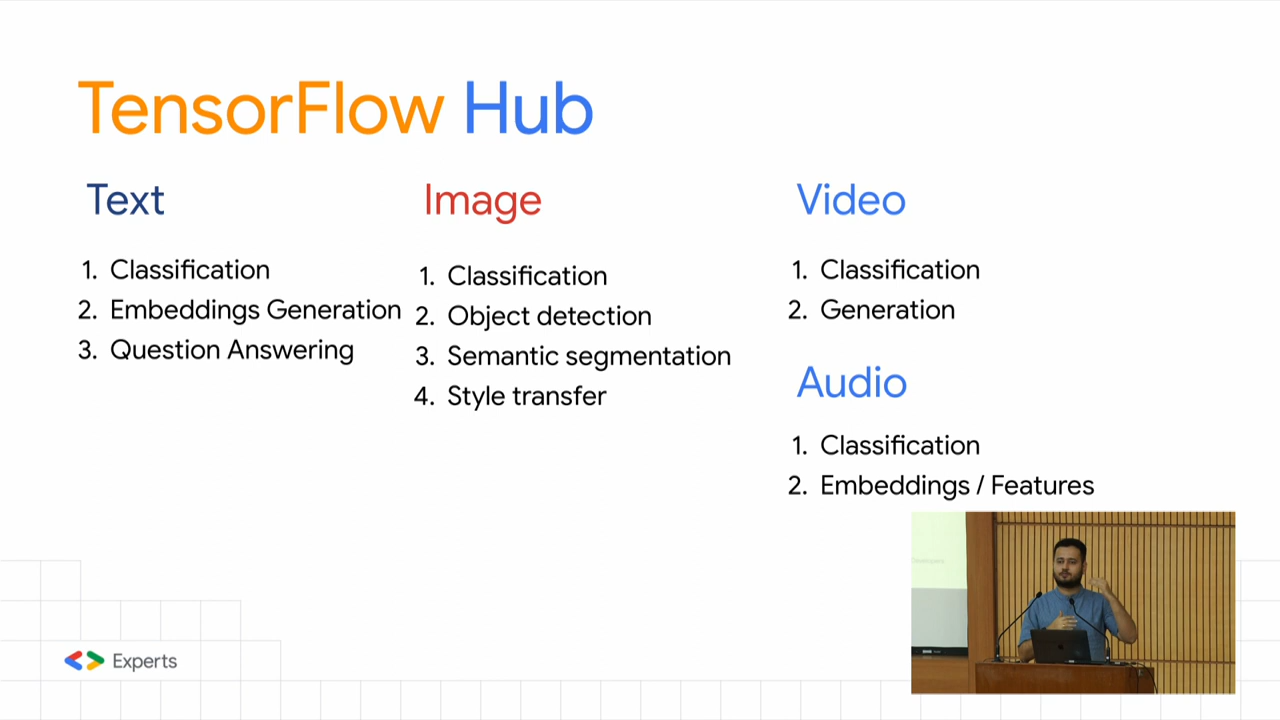 TensorFlow Hub
Text
1. Classification
2. Embeddings Generation
3. Question Answering
Image
1. Classification
2. Object detection
3. Semantic segmentation
4. Style transfer
Video
1. Classification
2. Generation
Audio
1. Classification
2. Embeddings / Features
Experts